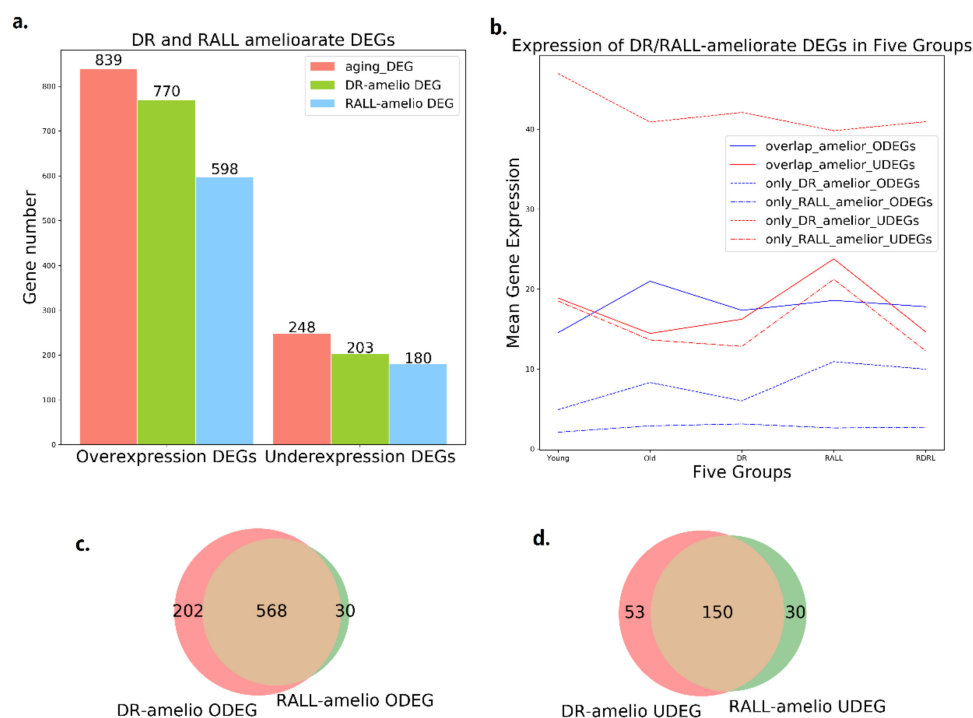 a.
DR and RALL amelioarate DEGs
839
770
598
248
203
180
aging_DEG
DR-amelio DEG
RALL-amelio DEG
Gene number
800
700
600
500
400
300
200
100
0
Overexpression DEGs
Underexpression DEGs
b.
Expression of DR/RALL-ameliorate DEGs in Five Groups
overlap_amelior_ODEGs
overlap_amelior_UDEGs
only_DR_amelior_ODEGs
only_RALL_amelior_ODEGs
only_DR_amelior_UDEGs
only_RALL_amelior_UDEGs
Mean Gene Expression
40
30
20
10
0
Young
Old
DR
RALL
RDRL
Five Groups
c.
202
568
30
DR-amelio ODEG
RALL-amelio ODEG
d.
53
150
30
DR-amelio UDEG
RALL-amelio UDEG